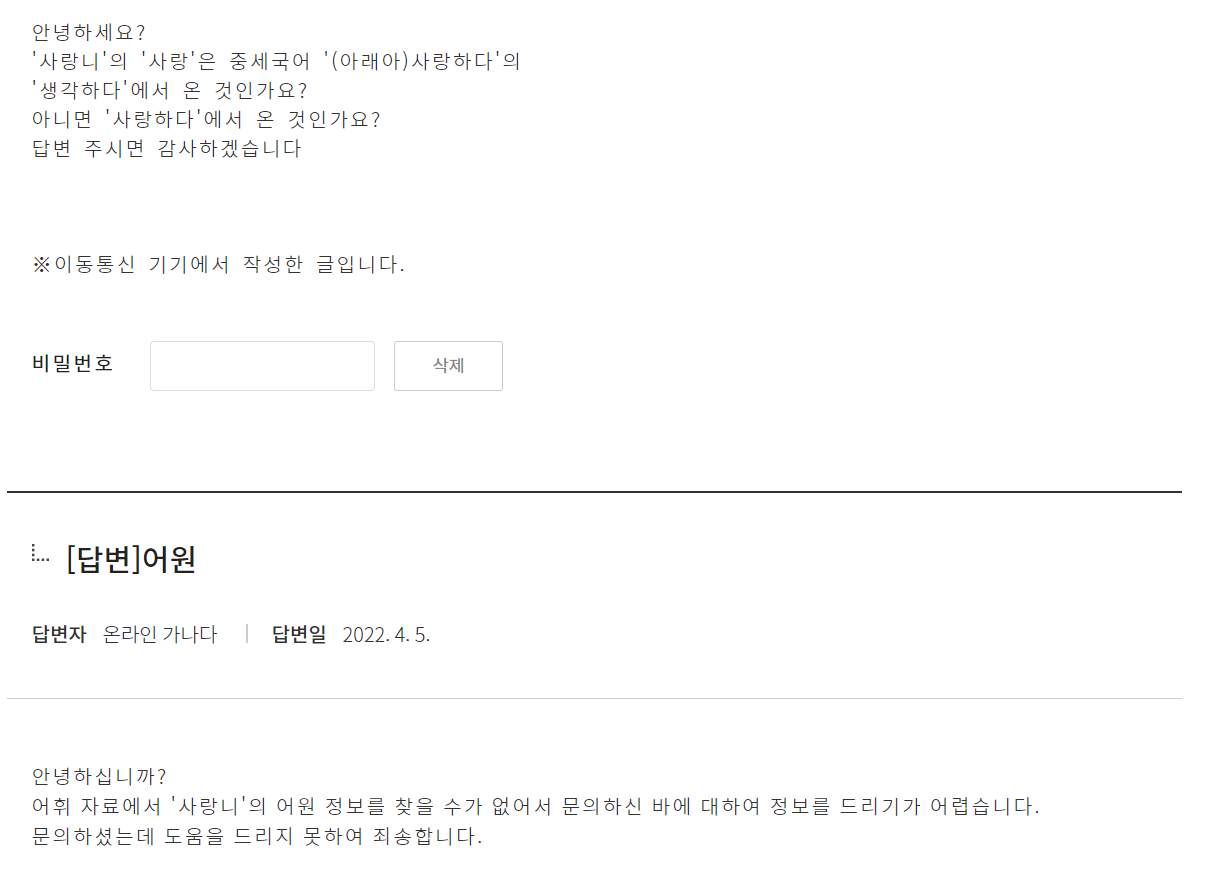 안녕하세요?
'사랑니'의 '사랑'은 중세국어 '(아래아)사랑하다'의
'생각하다'에서 온 것인가요?
아니면 '사랑하다'에서 온 것인가요?
답변 주시면 감사하겠습니다
※이동통신 기기에서 작성한 글입니다.
비밀번호 삭제
[답변]어원
답변자 온라인 가나다 | 답변일 2022. 4. 5.
안녕하십니까?
어휘 자료에서 '사랑니'의 어원 정보를 찾을 수가 없어서 문의하신 바에 대하여 정보를 드리기가 어렵습니다.
문의하셨는데 도움을 드리지 못하여 죄송합니다.